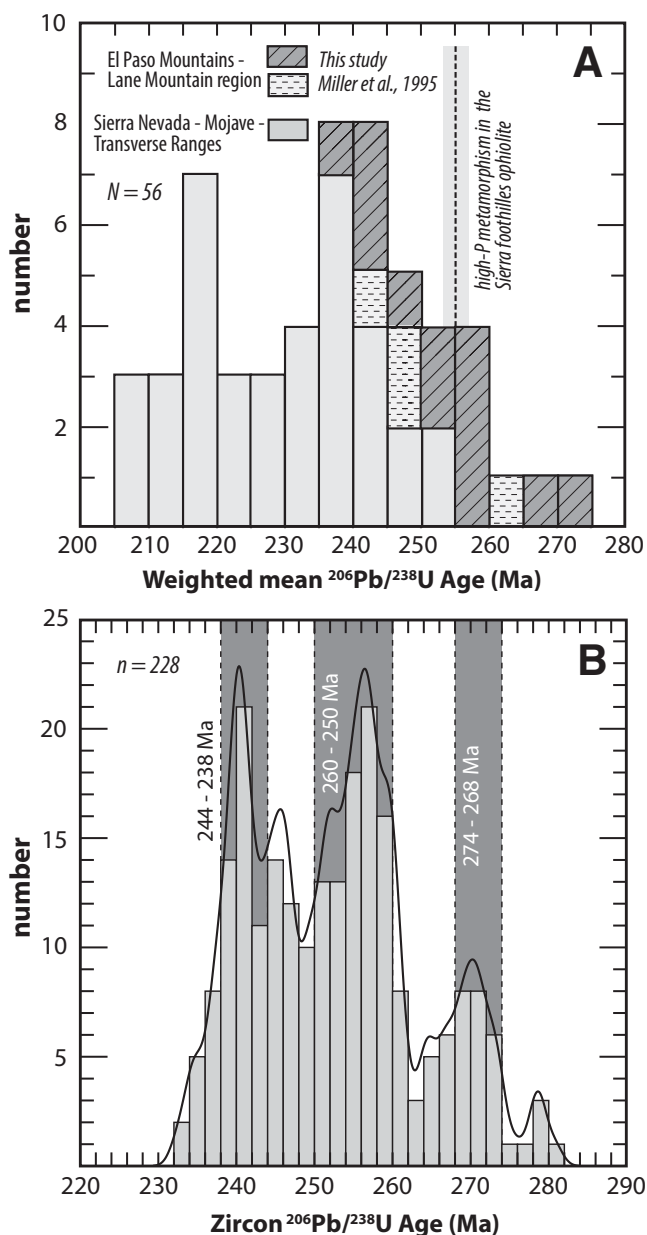 10
8
6
4
2
number
El Paso Mountains -
Lane Mountain region
This study
Miller et al., 1995
Sierra Nevada - Mojave -
Transverse Ranges
N = 56
A
high-P metamorphism in the
Sierra foothilles ophiolite
200 210 220 230 240 250 260 270 280
Weighted mean ²⁰⁶Pb/²³⁸U Age (Ma)
25
20
15
10
5
number
n = 228
B
244 - 238 Ma
260 - 250 Ma
274 - 268 Ma
220 230 240 250 260 270 280 290
Zircon ²⁰⁶Pb/²³⁸U Age (Ma)